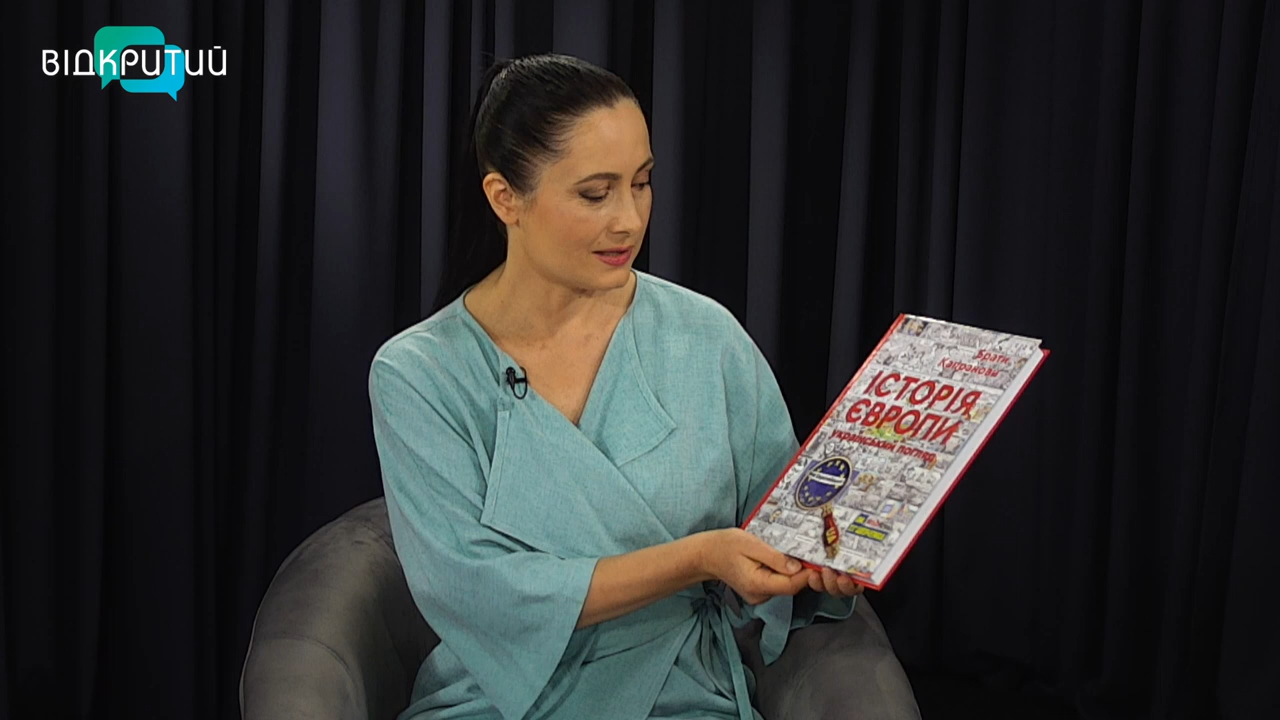 ВІДКРИТИЙ
Брати
Капранови
ІСТОРІЯ
ЄВРОПИ
український погляд